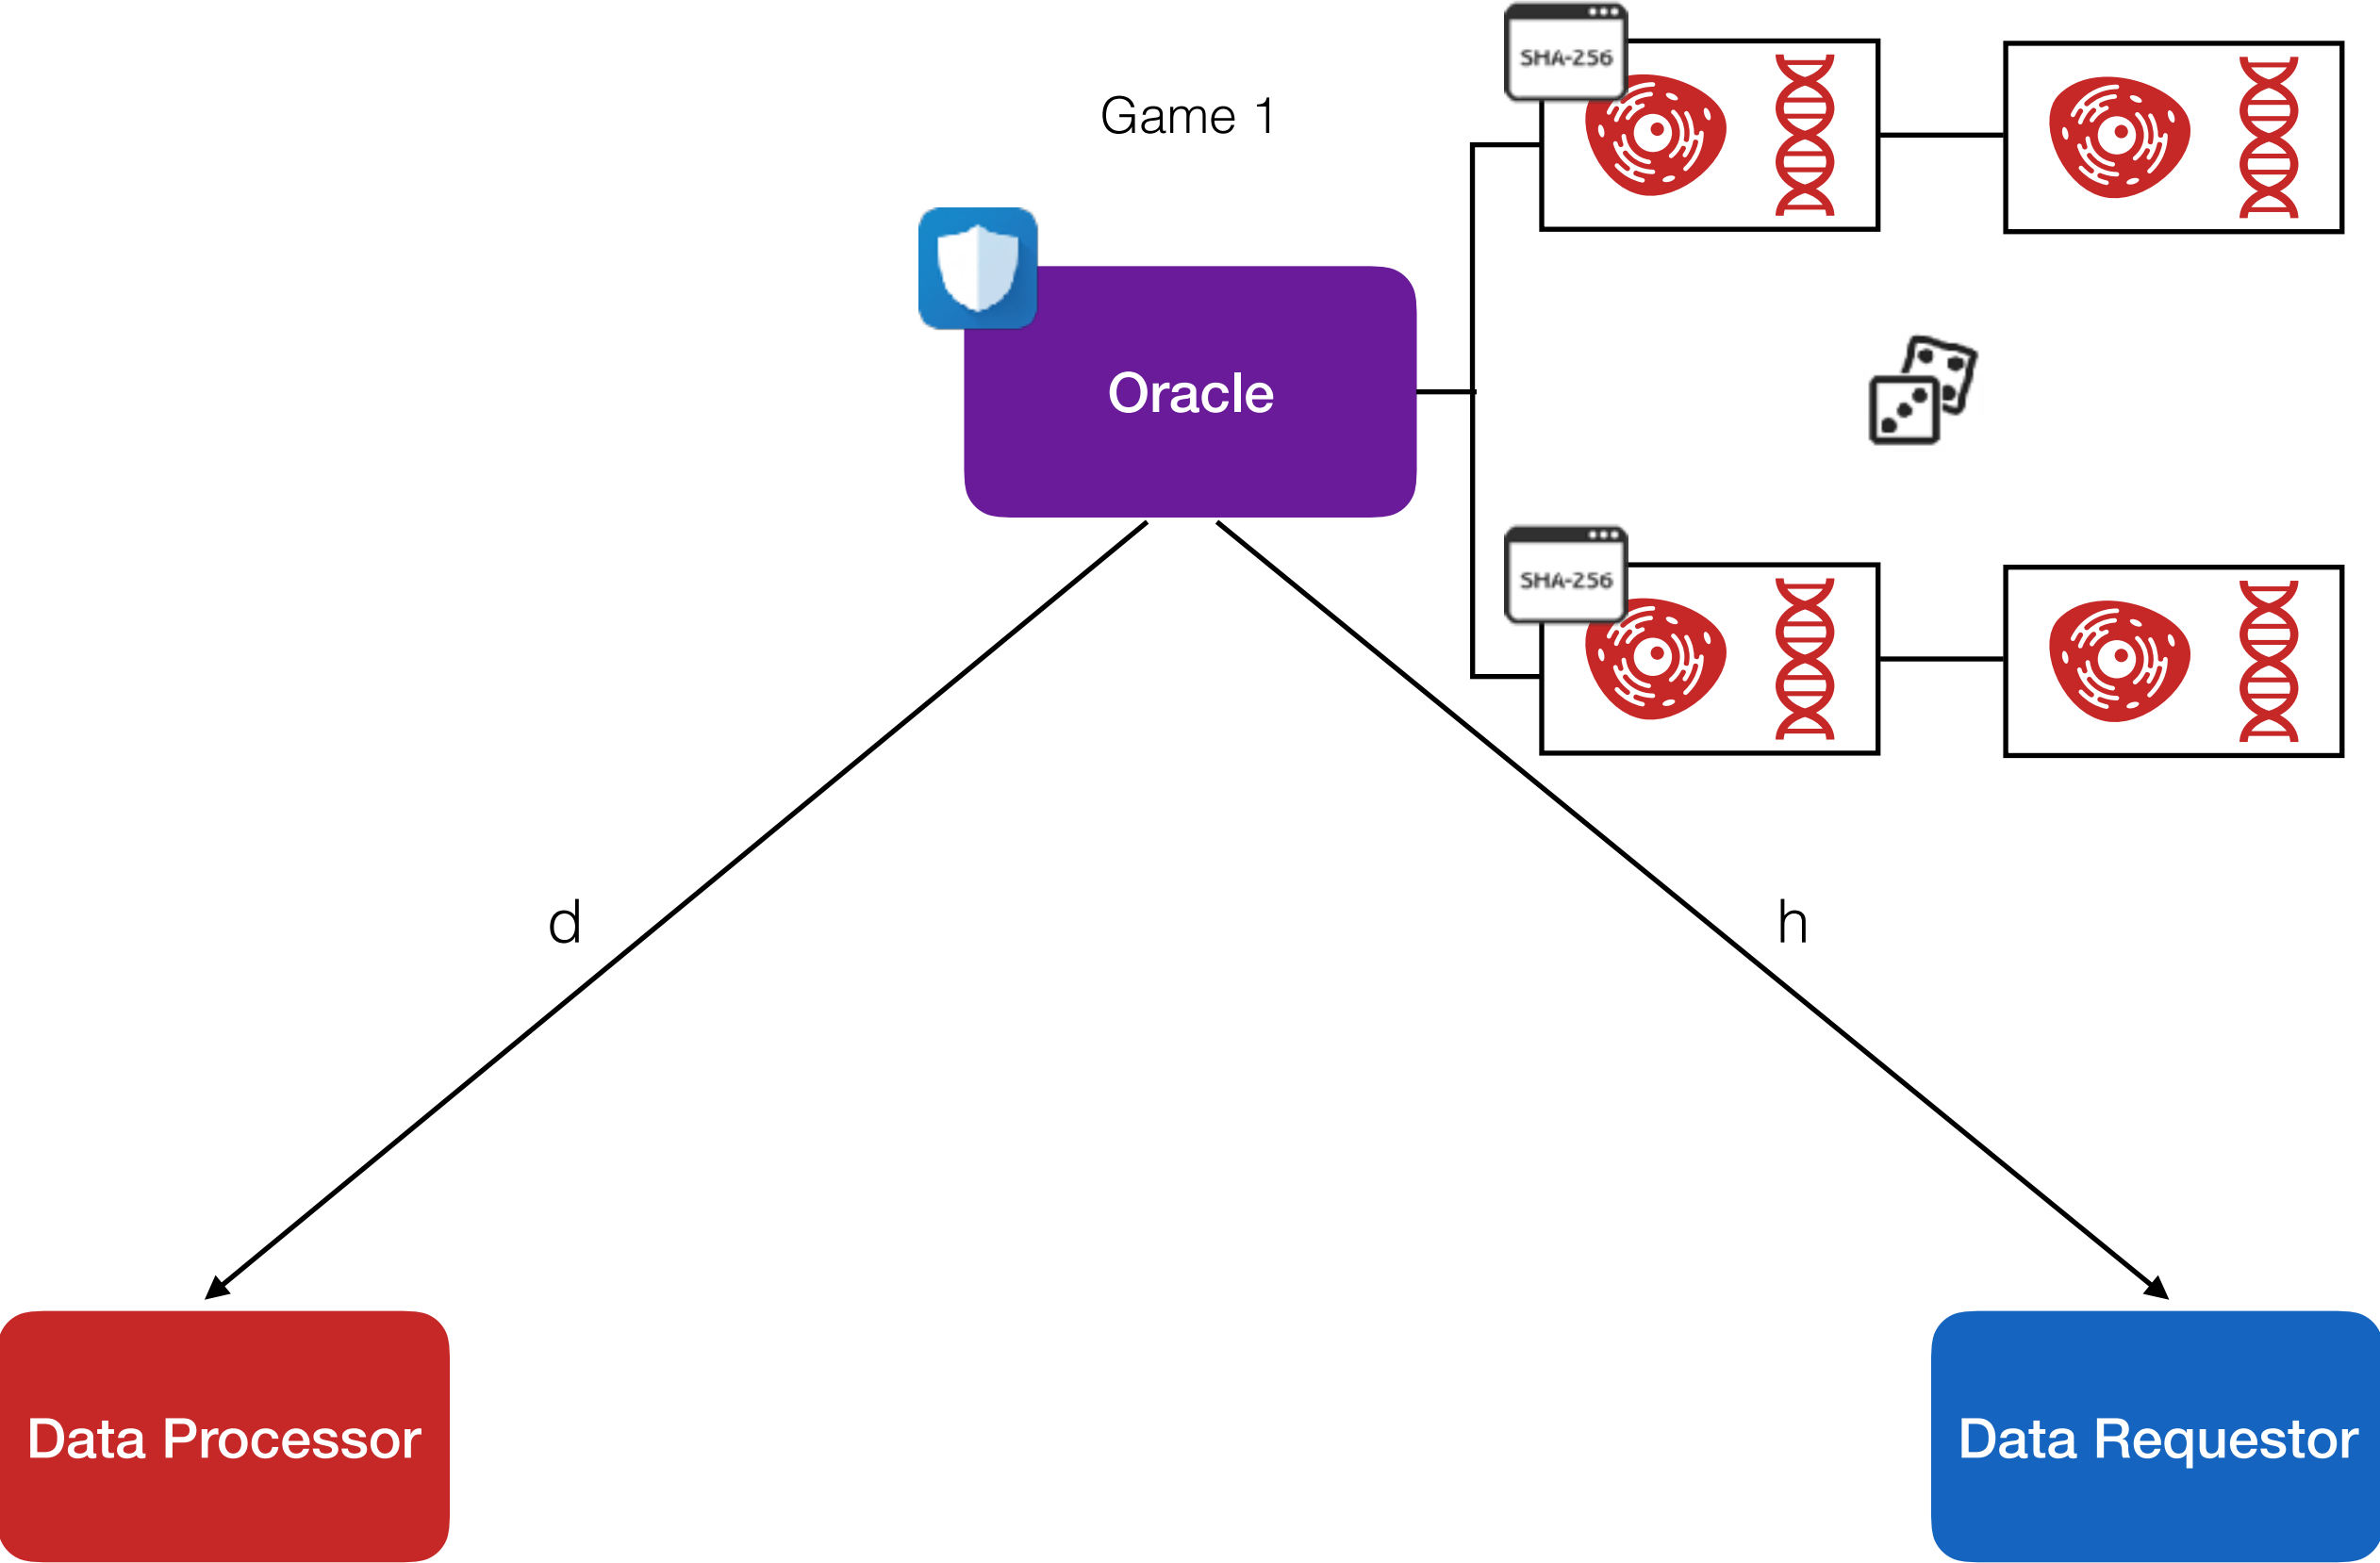 SHA-256
Game 1
Oracle
SHA-256
d
h
Data Processor
Data Requestor